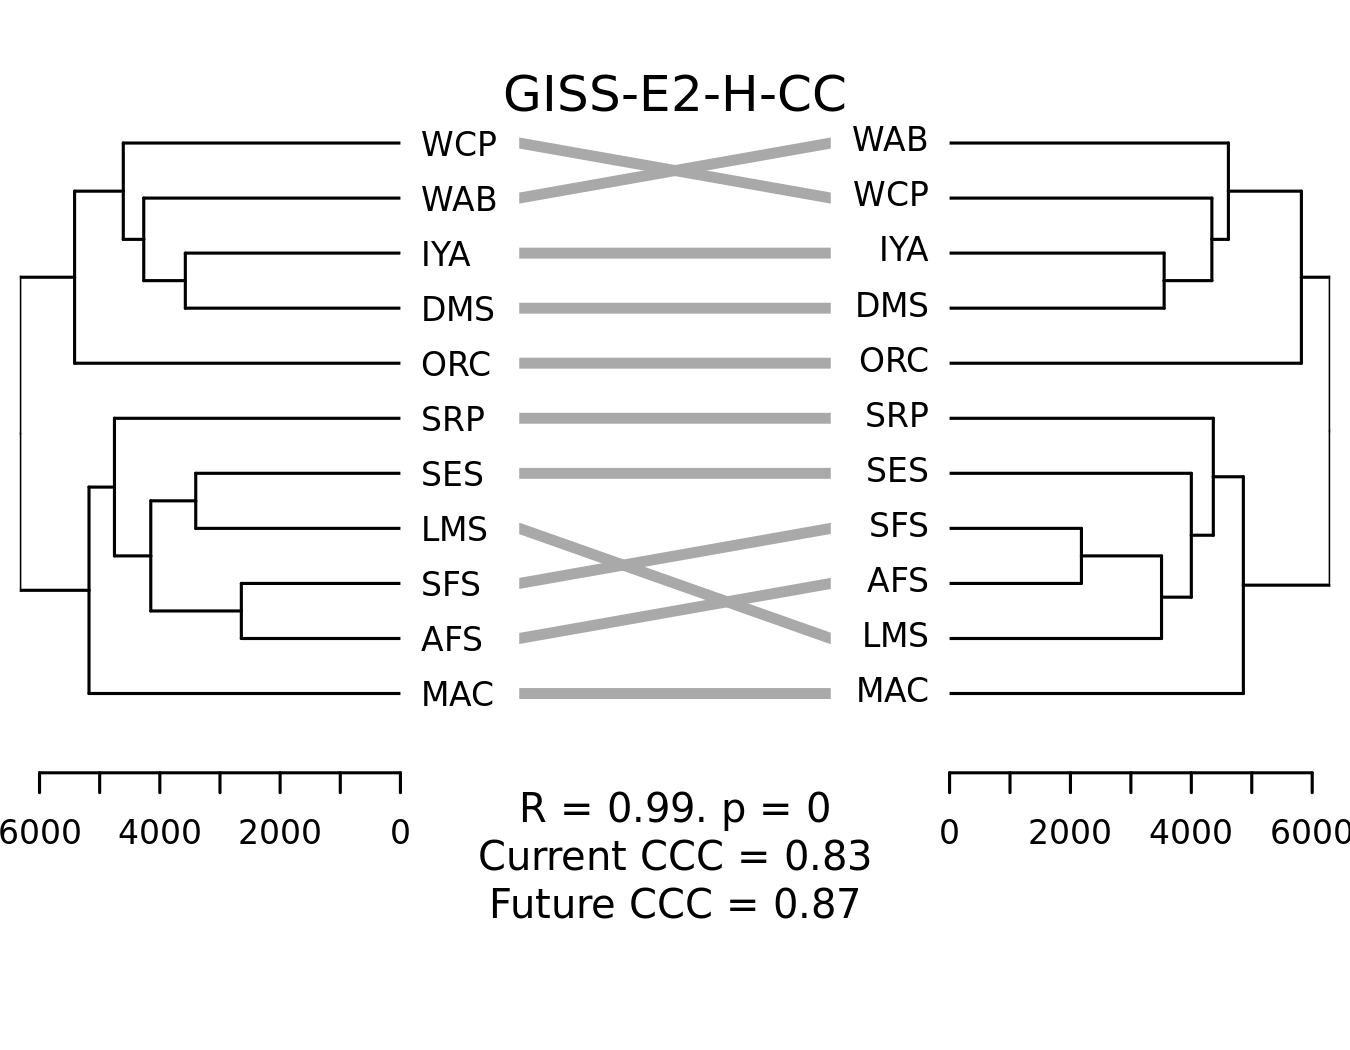 GISS-E2-H-CC
WCP WAB
WAB WCP
IYA IYA
DMS DMS
ORC ORC
SRP SRP
SES SES
LMS SFS
SFS AFS
AFS LMS
MAC MAC
6000 4000 2000 0 0 2000 4000 6000
R = 0.99. p = 0
Current CCC = 0.83
Future CCC = 0.87